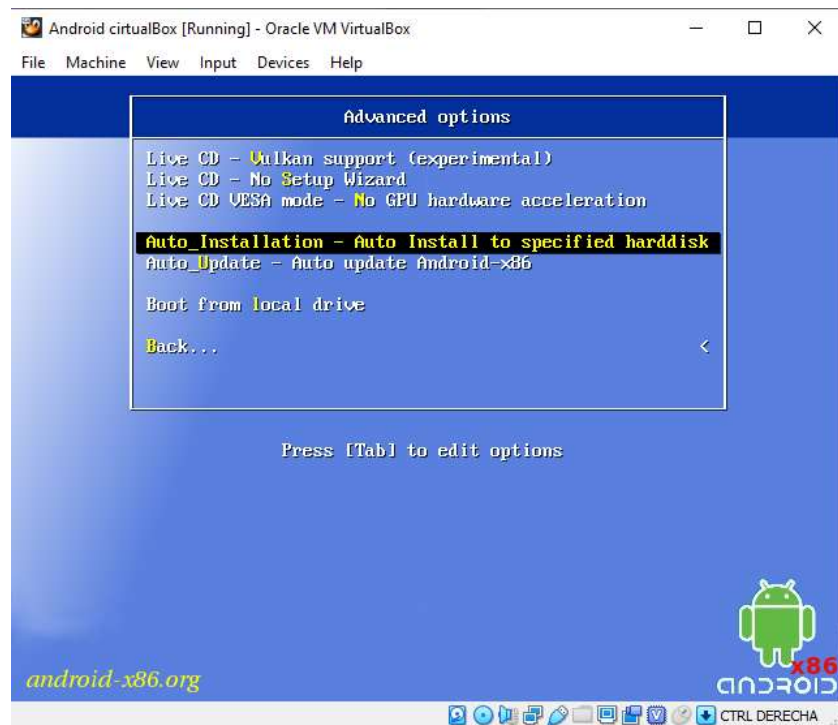 Android cirtualBox [Running] - Oracle VM VirtualBox
File Machine View Input Devices Help
Advanced options
Live CD - Vulkan support (experimental)
Live CD - No Setup Wizard
Live CD VESA mode - No GPU hardware acceleration
Auto_Installation - Auto Install to specified harddisk
Auto_Update - Auto update Android-x86
Boot from local drive
Back... <
Press [Tab] to edit options
android-x86.org
x86
android
CTRL DERECHA